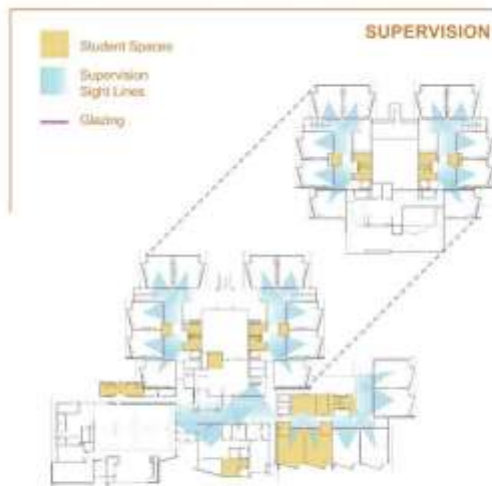 SUPERVISION
Student Spaces
Supervision
Sight Lines
Glazing